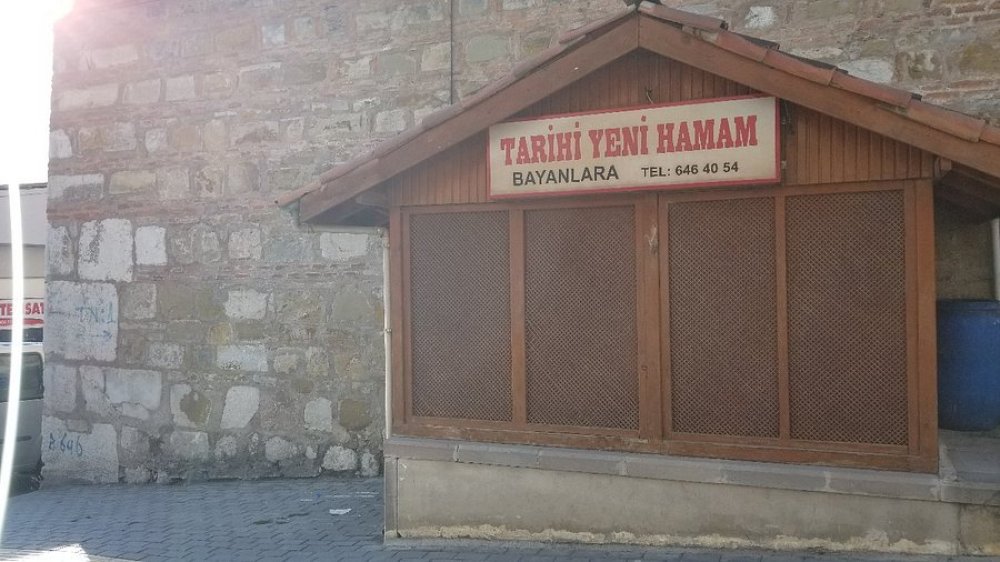 TARİHİ YENİ HAMAM
BAYANLARA TEL: 646 40 54